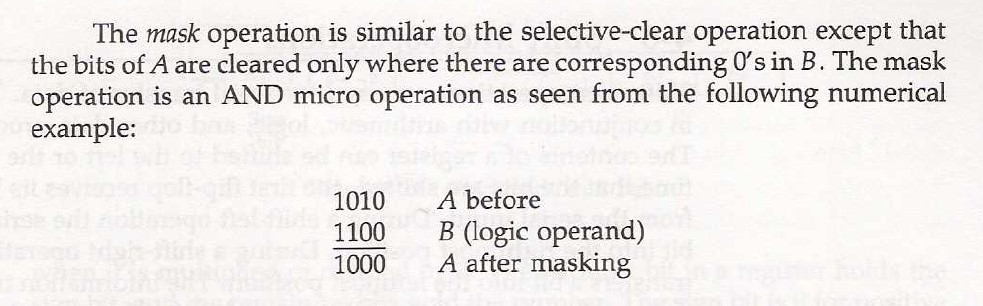 The mask operation is similar to the selective-clear operation except that
the bits of A are cleared only where there are corresponding 0's in B. The mask
operation is an AND micro operation as seen from the following numerical
example:
1010 A before
1100 B (logic operand)
1000 A after masking